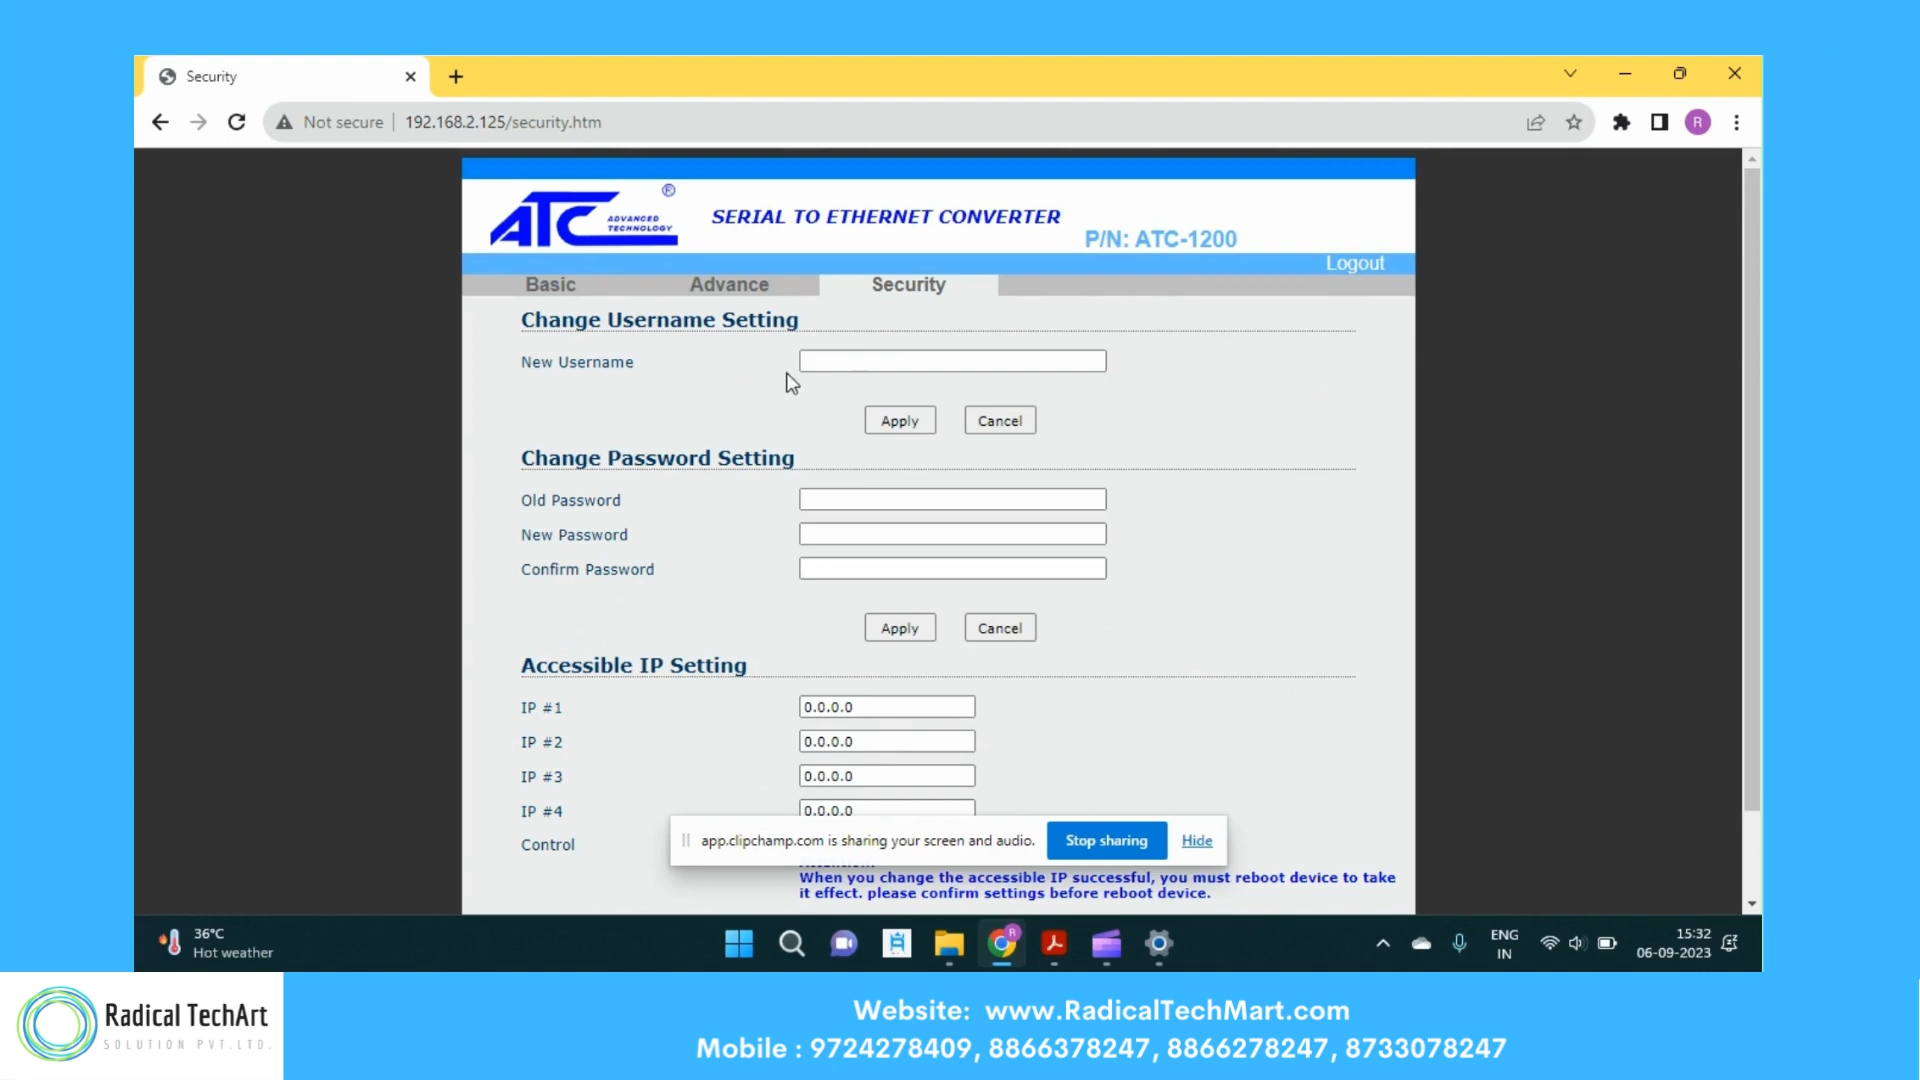 Security
Not secure | 192.168.2.125/security.htm
R
ATC ®
ADVANCED
TECHNOLOGY
SERIAL TO ETHERNET CONVERTER
P/N: ATC-1200
Logout
Basic Advance Security
Change Username Setting
New Username
Apply Cancel
Change Password Setting
Old Password
New Password
Confirm Password
Apply Cancel
Accessible IP Setting
IP #1 0.0.0.0
IP #2 0.0.0.0
IP #3 0.0.0.0
IP #4 0.0.0.0
Control
app.clipchamp.com is sharing your screen and audio. Stop sharing Hide
When you change the accessible IP successful, you must reboot device to take
it effect. please confirm settings before reboot device.
36°C
Hot weather
R
ENG
IN
15:32
06-09-2023
Radical TechArt
SOLUTION PVT.LTD.
Website: www.RadicalTechMart.com
Mobile : 9724278409, 8866378247, 8866278247, 8733078247